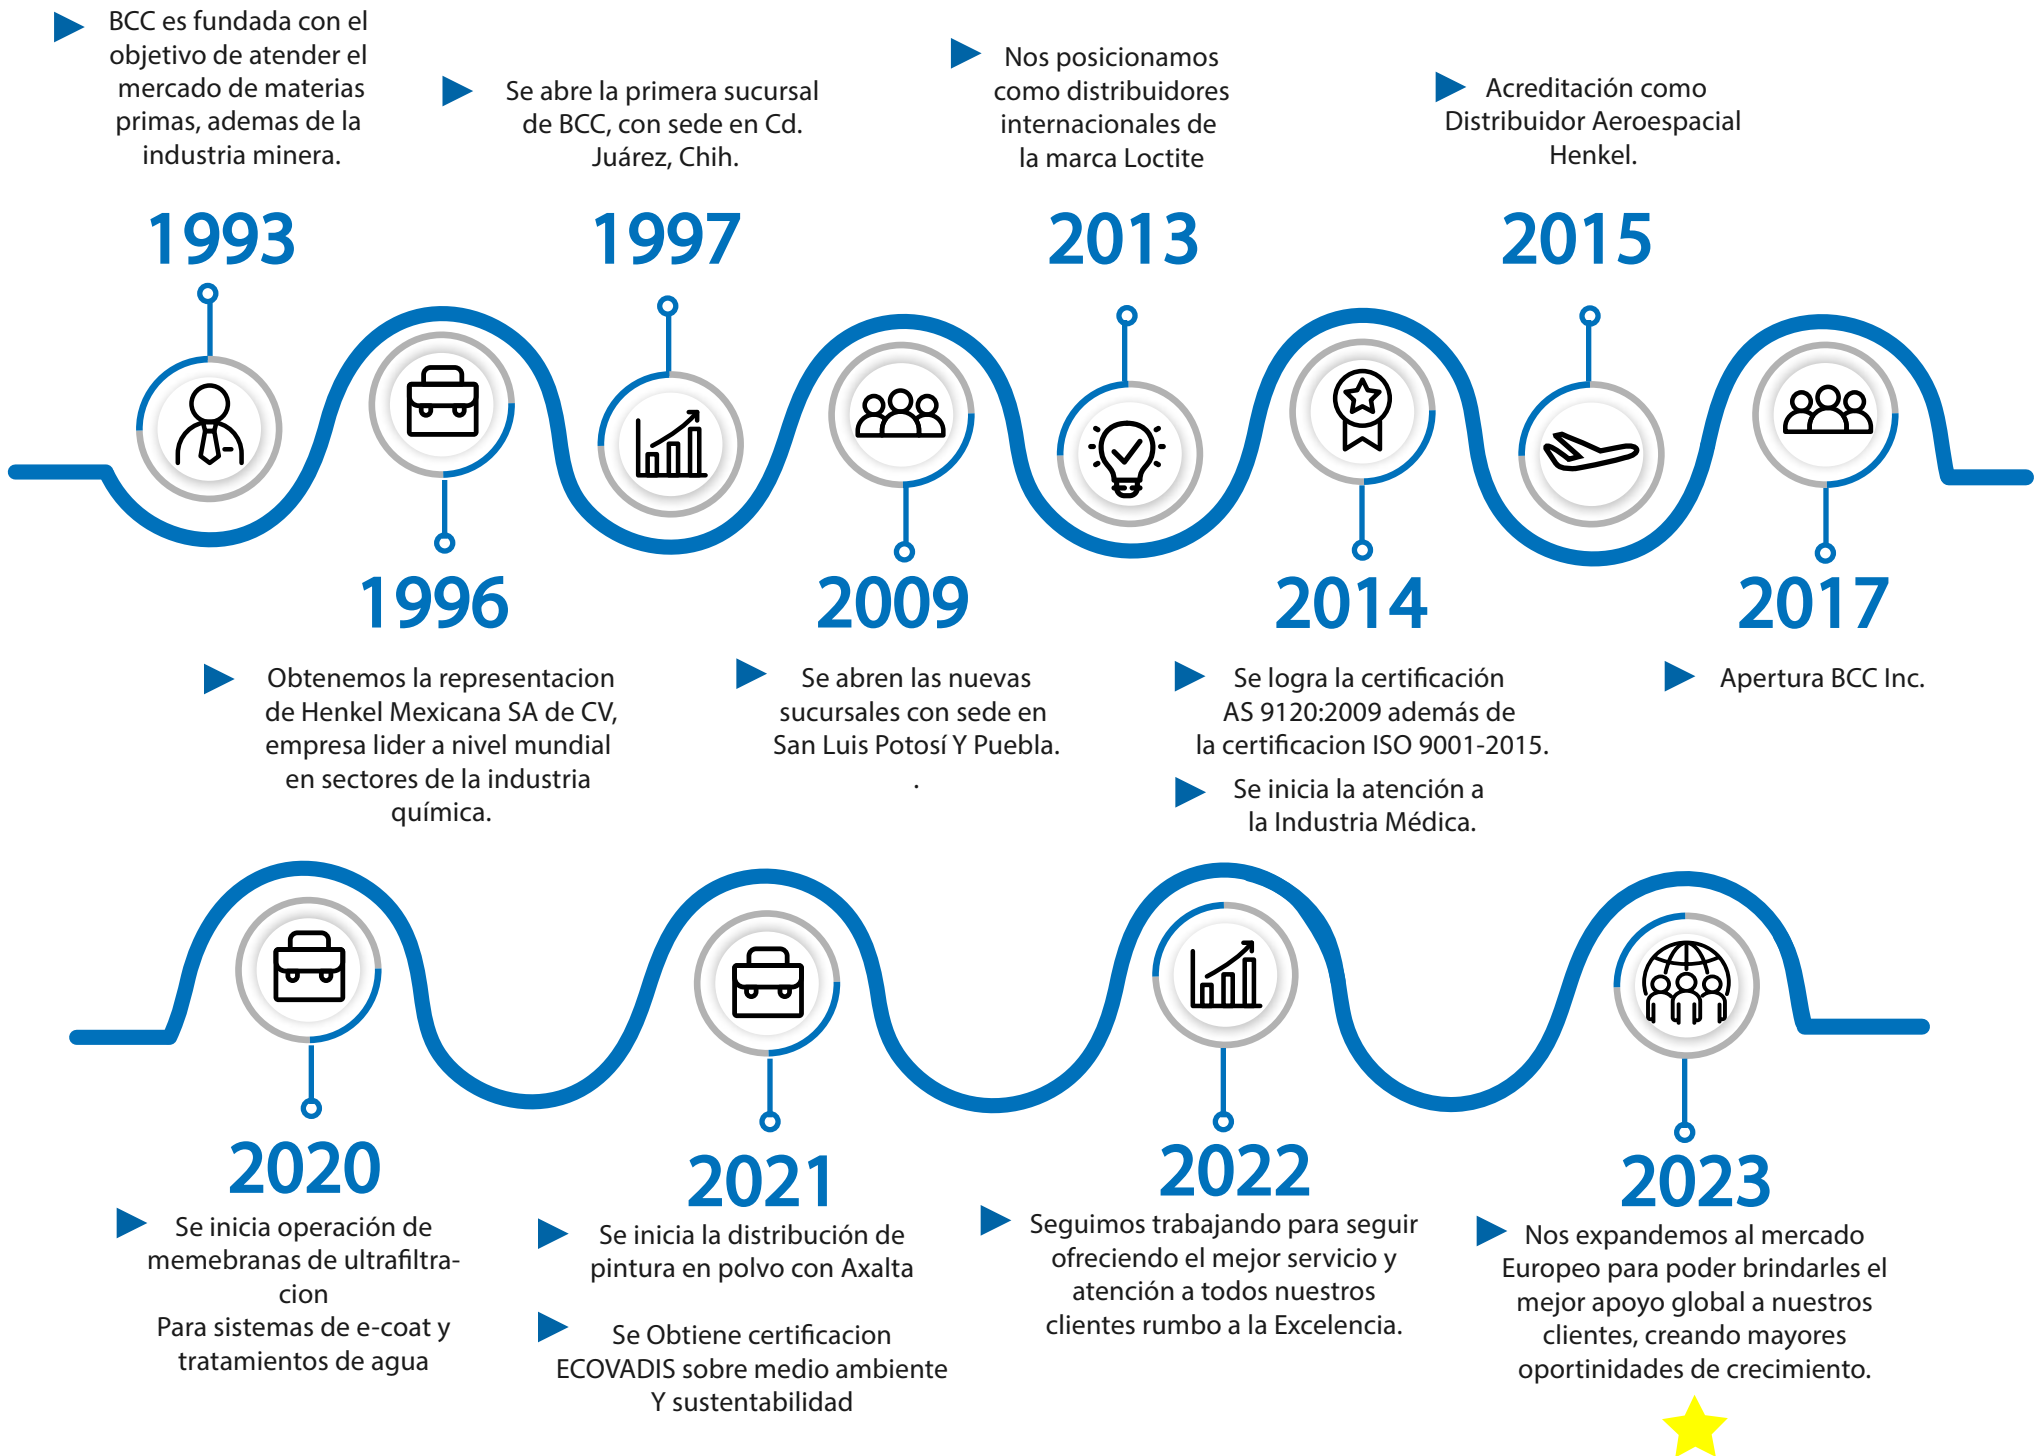 BCC es fundada con el
objetivo de atender el
mercado de materias
primas, ademas de la
industria minera.
1993
Obtenemos la representacion
de Henkel Mexicana SA de CV,
empresa lider a nivel mundial
en sectores de la industria
química.
1996
Se abre la primera sucursal
de BCC, con sede en Cd.
Juárez, Chih.
1997
2009
Se abren las nuevas
sucursales con sede en
San Luis Potosí Y Puebla.
.
Nos posicionamos
como distribuidores
internacionales de
la marca Loctite
2013
2014
Se logra la certificación
AS 9120:2009 además de
la certificacion ISO 9001-2015.
Se inicia la atención a
la Industria Médica.
Acreditación como
Distribuidor Aeroespacial
Henkel.
2015
2017
Apertura BCC Inc.
2020
Se inicia operación de
memebranas de ultrafiltra-
cion
Para sistemas de e-coat y
tratamientos de agua
2021
Se inicia la distribución de
pintura en polvo con Axalta
Se Obtiene certificacion
ECOVADIS sobre medio ambiente
Y sustentabilidad
2022
Seguimos trabajando para seguir
ofreciendo el mejor servicio y
atención a todos nuestros
clientes rumbo a la Excelencia.
2023
Nos expandemos al mercado
Europeo para poder brindarles el
mejor apoyo global a nuestros
clientes, creando mayores
oportinidades de crecimiento.